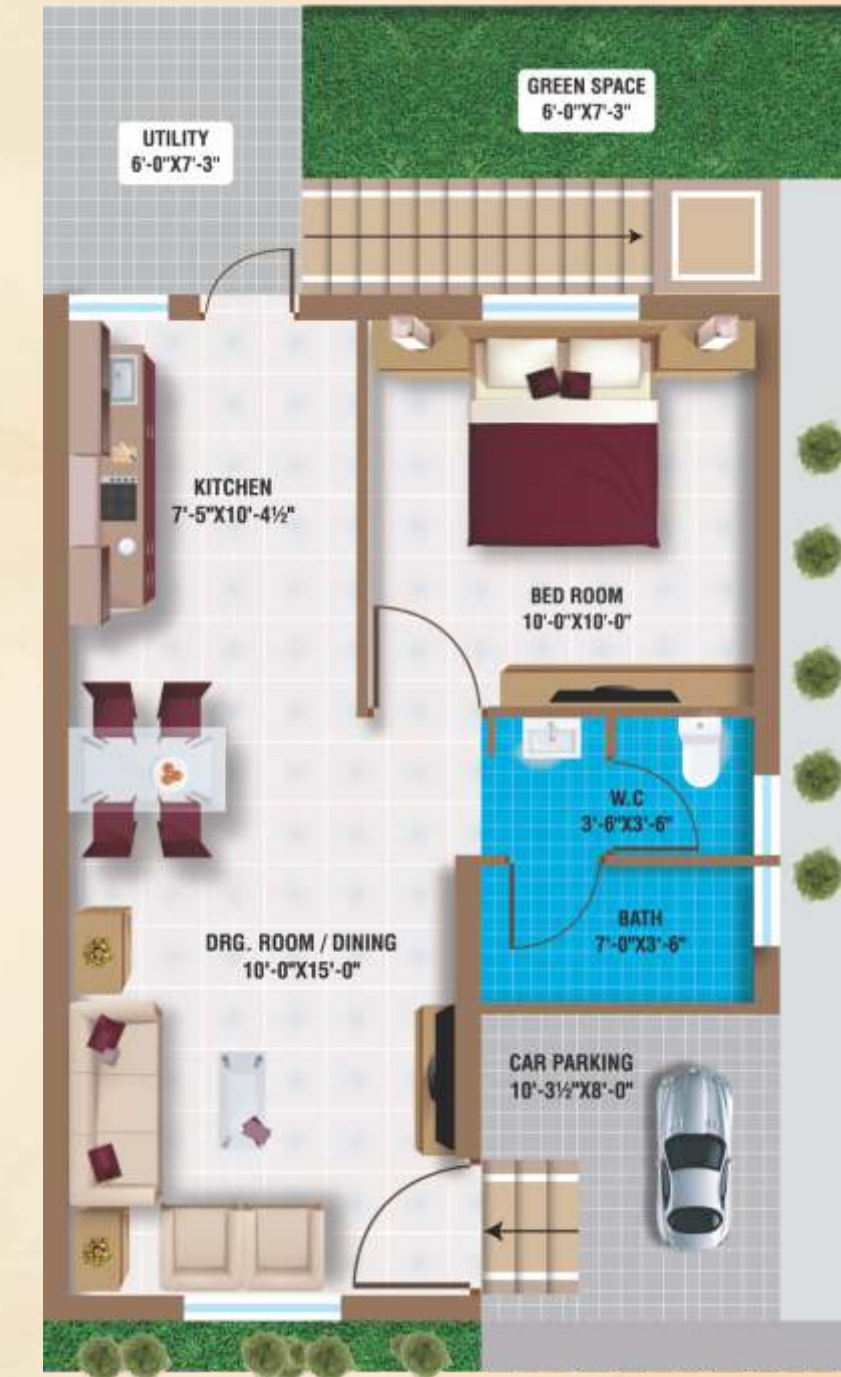 GREEN SPACE
6'-0"X7'-3"
UTILITY
6'-0"X7'-3"
KITCHEN
7'-5"X10'-4½"
BED ROOM
10'-0"X10'-0"
W.C
3'-6"X3'-6"
BATH
7'-0"X3'-6"
DRG. ROOM / DINING
10'-0"X15'-0"
CAR PARKING
10'-3½"X8'-0"